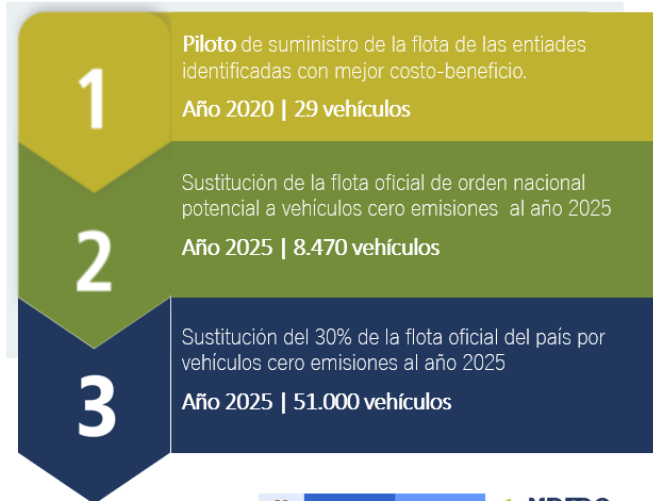 1
Piloto de suministro de la flota de las entiades
identificadas con mejor costo-beneficio.
Año 2020 | 29 vehículos
2
Sustitución de la flota oficial de orden nacional
potencial a vehículos cero emisiones al año 2025
Año 2025 | 8.470 vehículos
3
Sustitución del 30% de la flota oficial del país por
vehículos cero emisiones al año 2025
Año 2025 | 51.000 vehículos